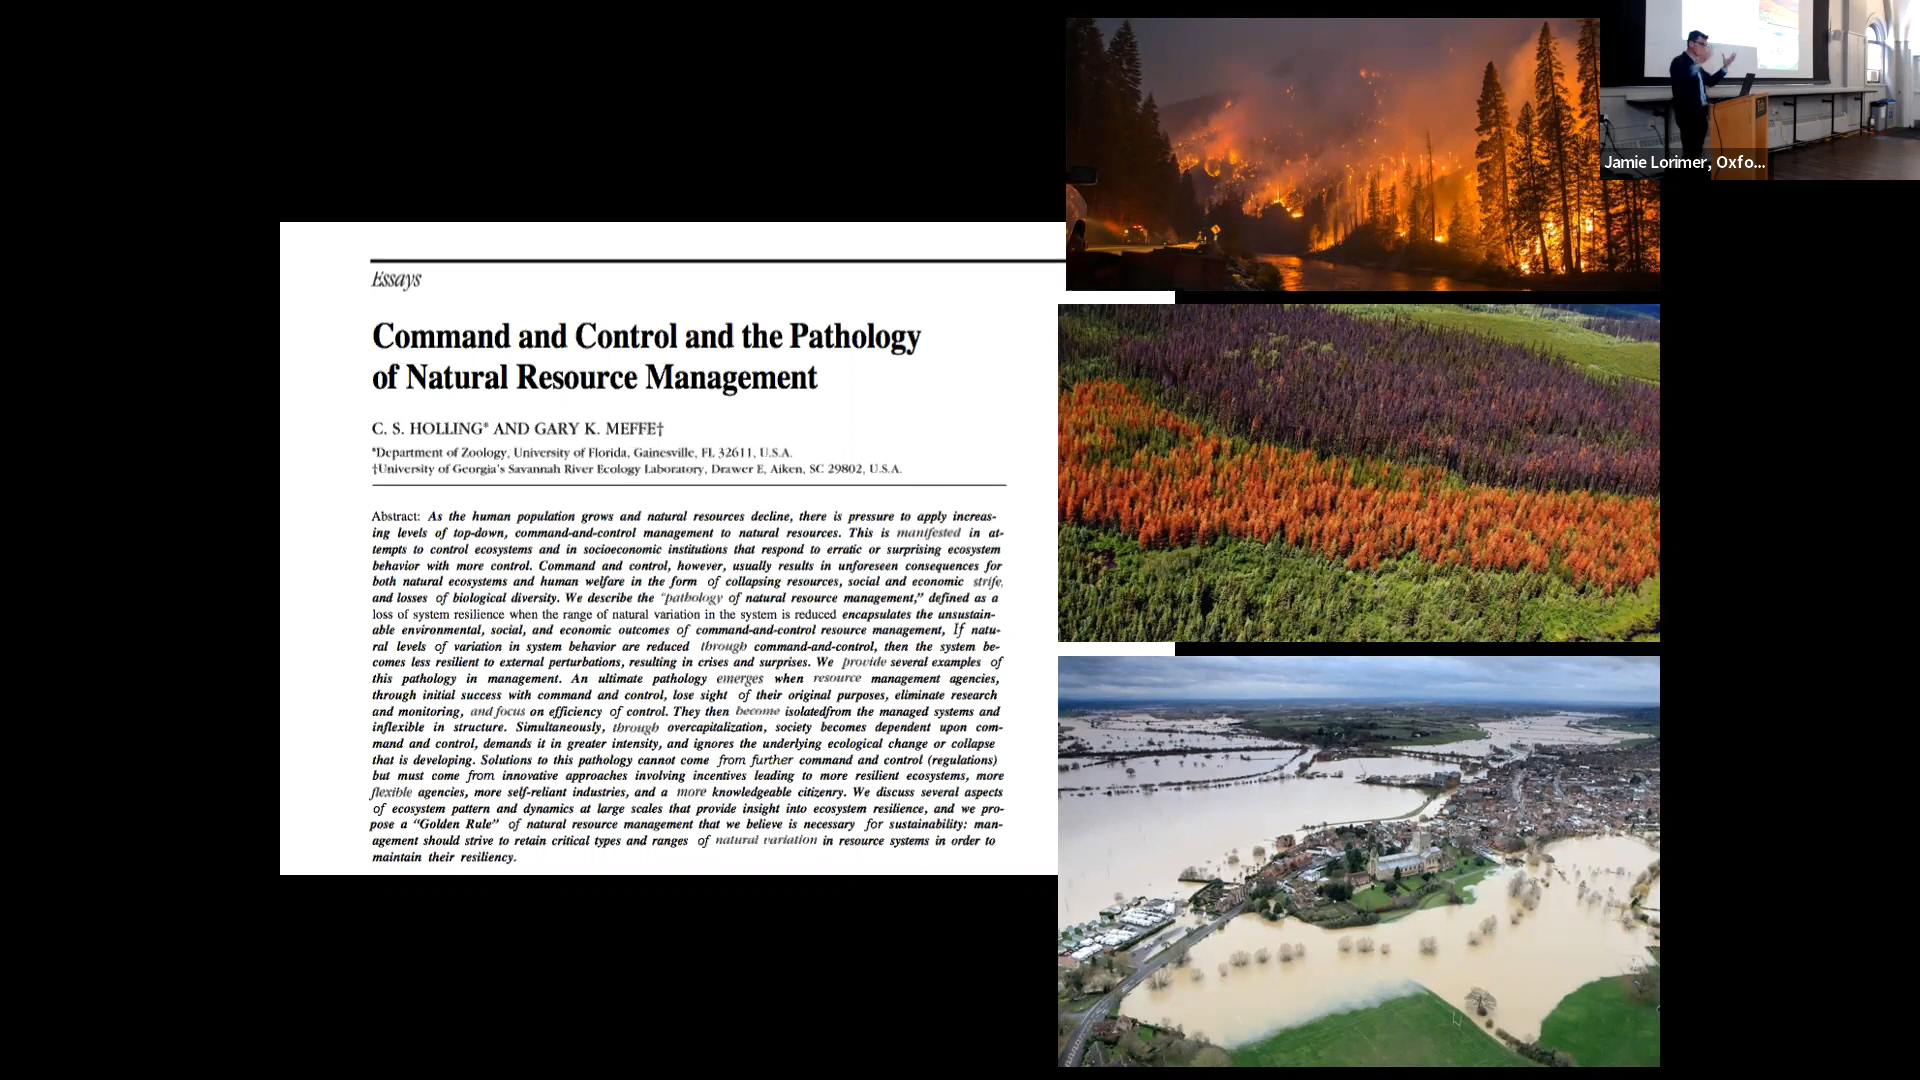 Essays
Command and Control and the Pathology
of Natural Resource Management
C. S. HOLLING* AND GARY K. MEFFE†
*Department of Zoology, University of Florida, Gainesville, FL 32611, U.S.A.
†University of Georgia's Savannah River Ecology Laboratory, Drawer E, Aiken, SC 29802, U.S.A.
Abstract: As the human population grows and natural resources decline, there is pressure to apply increas-
ing levels of top-down, command-and-control management to natural resources. This is manifested in at-
tempts to control ecosystems and in socioeconomic institutions that respond to erratic or surprising ecosystem
behavior with more control. Command and control, however, usually results in unforeseen consequences for
both natural ecosystems and human welfare in the form of collapsing resources, social and economic strife,
and losses of biological diversity. We describe the "pathology of natural resource management," defined as a
loss of system resilience when the range of natural variation in the system is reduced encapsulates the unsustain-
able environmental, social, and economic outcomes of command-and-control resource management, If natu-
ral levels of variation in system behavior are reduced through command-and-control, then the system be-
comes less resilient to external perturbations, resulting in crises and surprises. We provide several examples of
this pathology in management. An ultimate pathology emerges when resource management agencies,
through initial success with command and control, lose sight of their original purposes, eliminate research
and monitoring, and focus on efficiency of control. They then become isolatedfrom the managed systems and
inflexible in structure. Simultaneously, through overcapitalization, society becomes dependent upon com-
mand and control, demands it in greater intensity, and ignores the underlying ecological change or collapse
that is developing. Solutions to this pathology cannot come from further command and control (regulations)
but must come from innovative approaches involving incentives leading to more resilient ecosystems, more
flexible agencies, more self-reliant industries, and a more knowledgeable citizenry. We discuss several aspects
of ecosystem pattern and dynamics at large scales that provide insight into ecosystem resilience, and we pro-
pose a "Golden Rule" of natural resource management that we believe is necessary for sustainability: man-
agement should strive to retain critical types and ranges of natural variation in resource systems in order to
maintain their resiliency.
Jamie Lorimer, Oxfo...